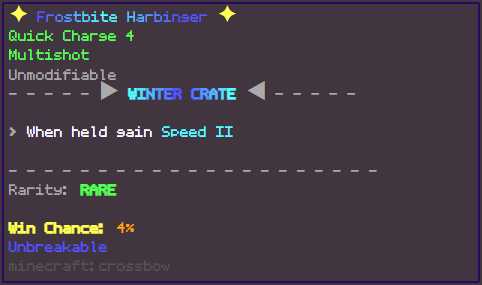 ✦ Frostbite Harbinger ✦
Quick Charge 4
Multishot
Unmodifiable
- - - - - ▶ WINTER CRATE ◀ - - - - -
> When held gain Speed II
- - - - - - - - - - - - - - - - - - - - -
Rarity: RARE
Win Chance: 4%
Unbreakable
minecraft:crossbow